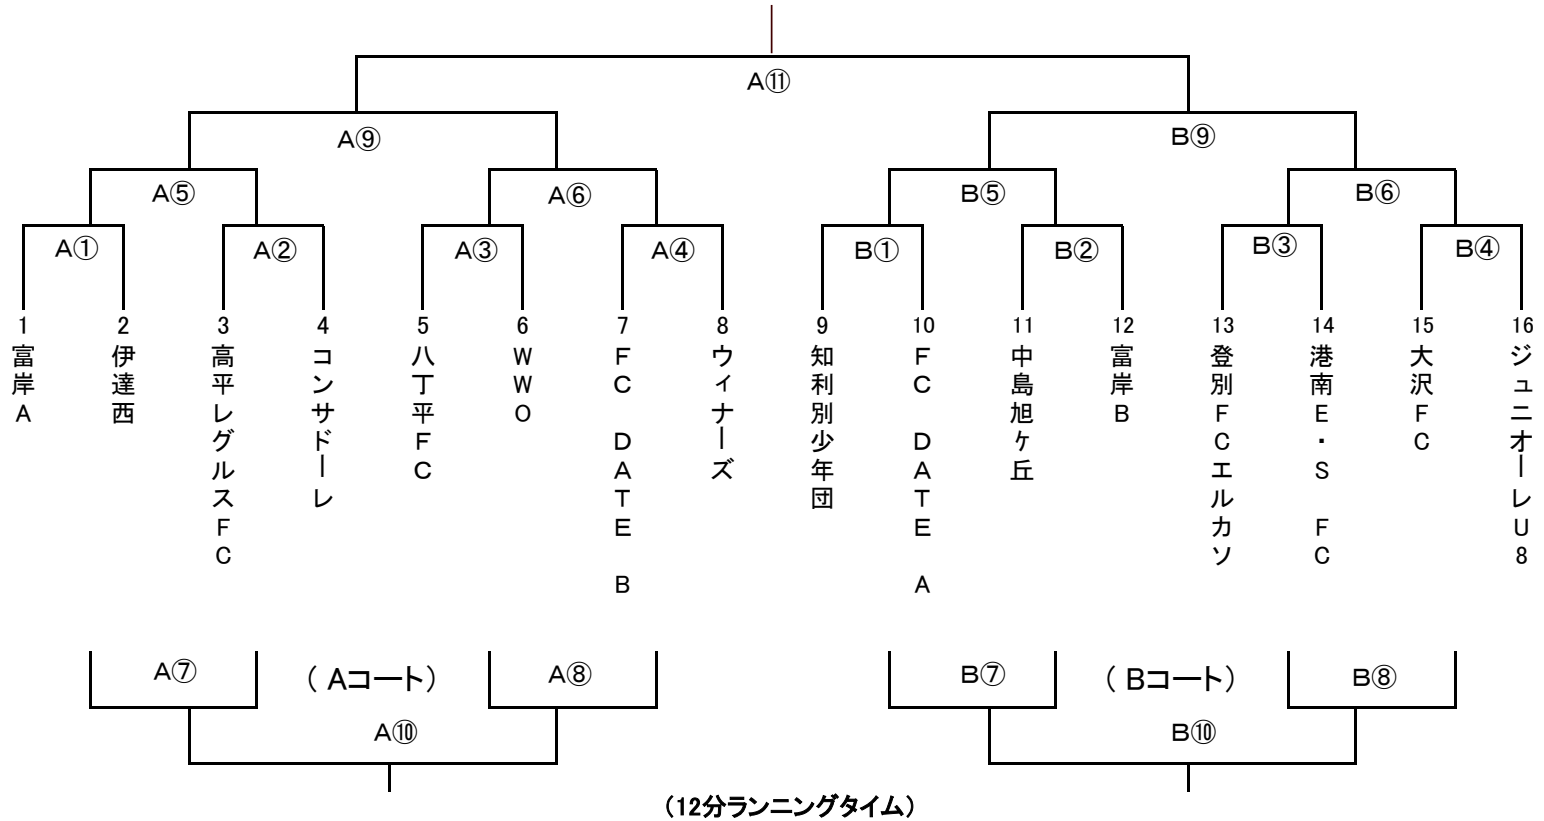 A⑪
A⑨ B⑨
A⑤ A⑥ B⑤ B⑥
A① A② A③ A④ B① B② B③ B④
1 富岸A
2 伊達西
3 高平レグルスFC
4 コンサドーレ
5 八丁平FC
6 WWO
7 FC DATE B
8 ウィナーズ
9 知利別少年団
10 FC DATE A
11 中島旭ヶ丘
12 富岸B
13 登別FCエルカソ
14 港南E・S FC
15 大沢FC
16 ジュニオーレU8
A⑦ （Aコート） A⑧ B⑦ （Bコート） B⑧
A⑩ B⑩
（12分ランニングタイム）